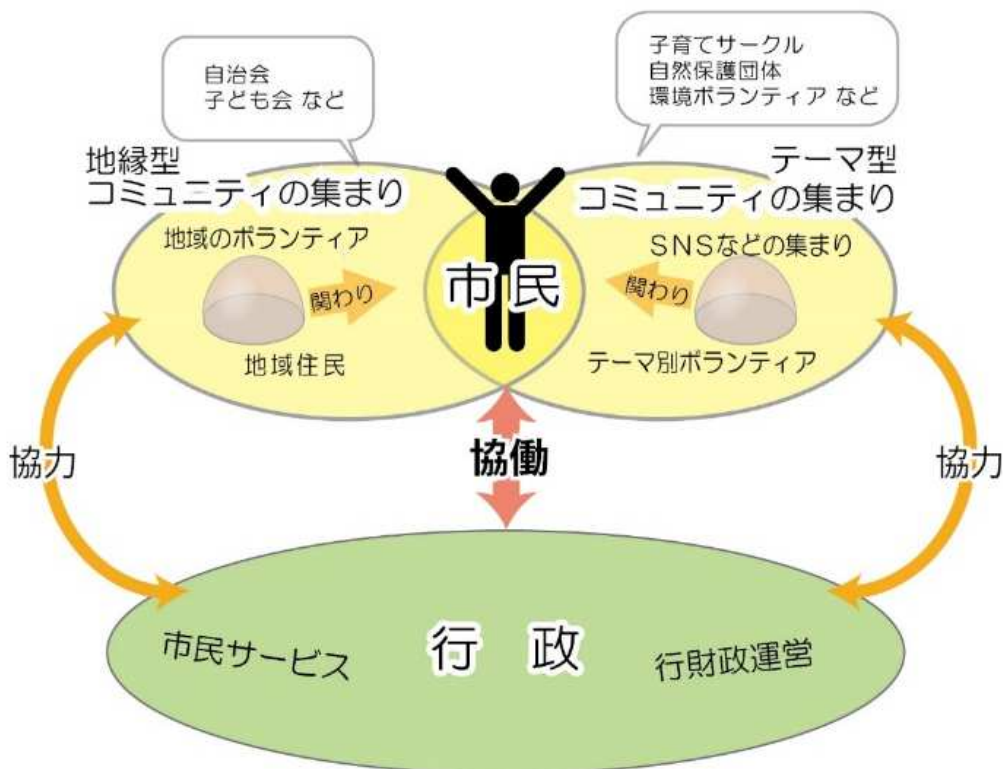 自治会
子ども会 など
子育てサークル
自然保護団体
環境ボランティア など
地縁型
コミュニティの集まり
テーマ型
コミュニティの集まり
地域のボランティア
SNSなどの集まり
関わり
市民
関わり
地域住民
テーマ別ボランティア
協力
協働
協力
市民サービス
行 政
行財政運営